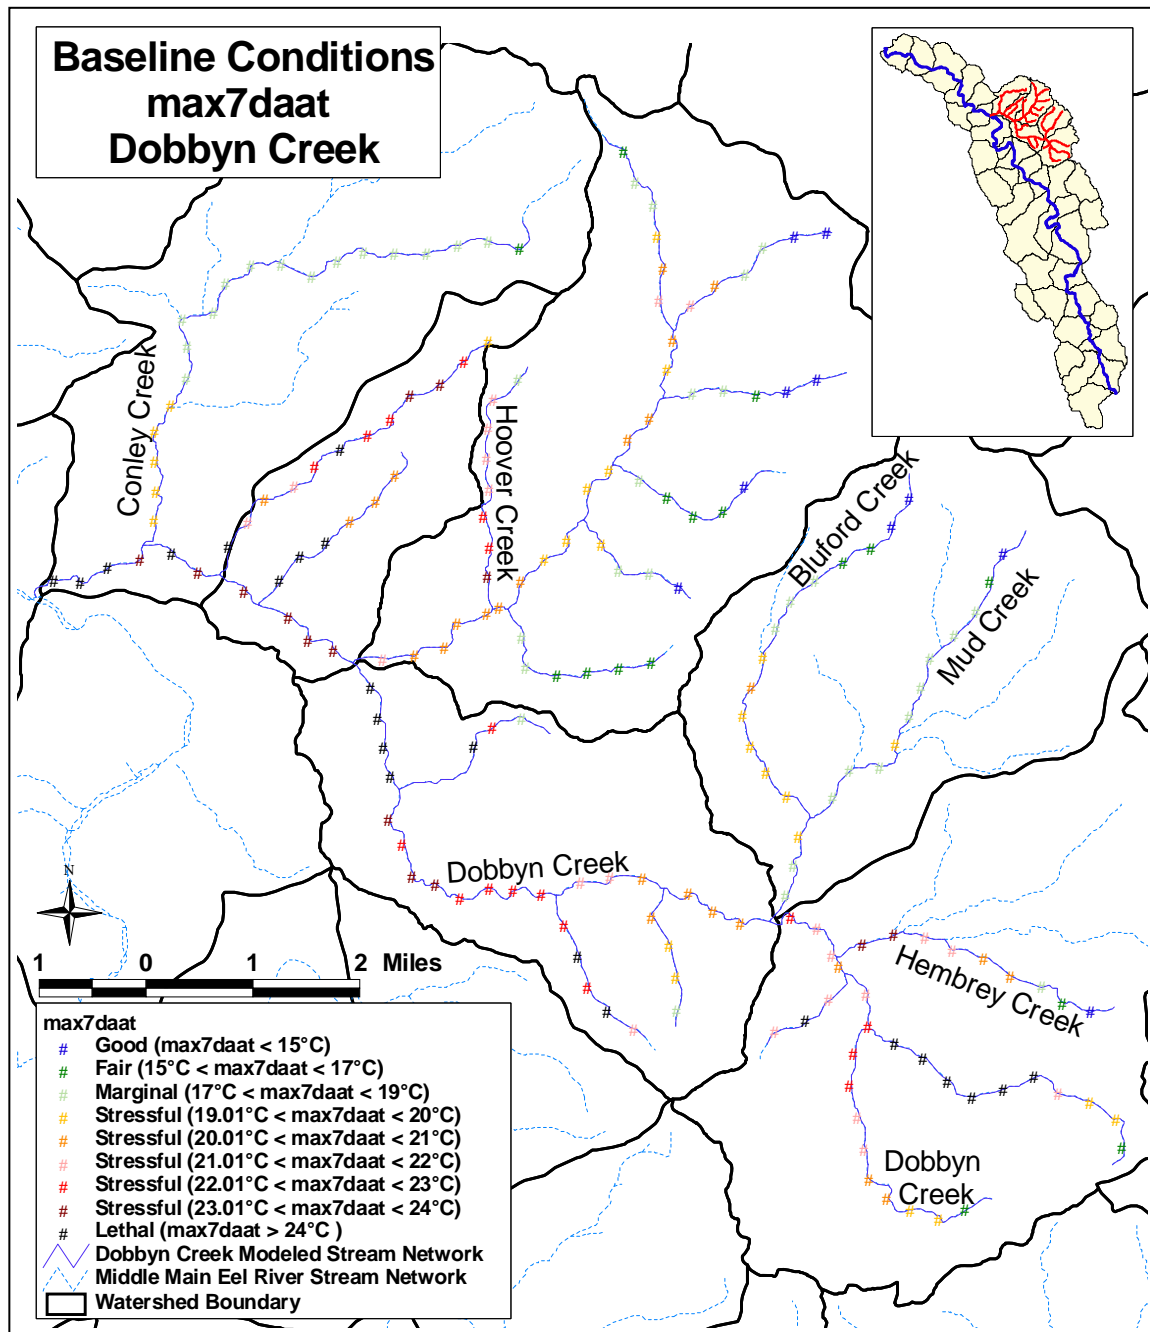 Baseline Conditions
max7daat
Dobbyn Creek
Conley Creek
Hoover Creek
Bluford Creek
Mud Creek
Dobbyn Creek
Hembrey Creek
Dobbyn
Creek
N
1 0 1 2 Miles
max7daat
# Good (max7daat < 15°C)
# Fair (15°C < max7daat < 17°C)
# Marginal (17°C < max7daat < 19°C)
# Stressful (19.01°C < max7daat < 20°C)
# Stressful (20.01°C < max7daat < 21°C)
# Stressful (21.01°C < max7daat < 22°C)
# Stressful (22.01°C < max7daat < 23°C)
# Stressful (23.01°C < max7daat < 24°C)
# Lethal (max7daat > 24°C )
Dobbyn Creek Modeled Stream Network
Middle Main Eel River Stream Network
Watershed Boundary